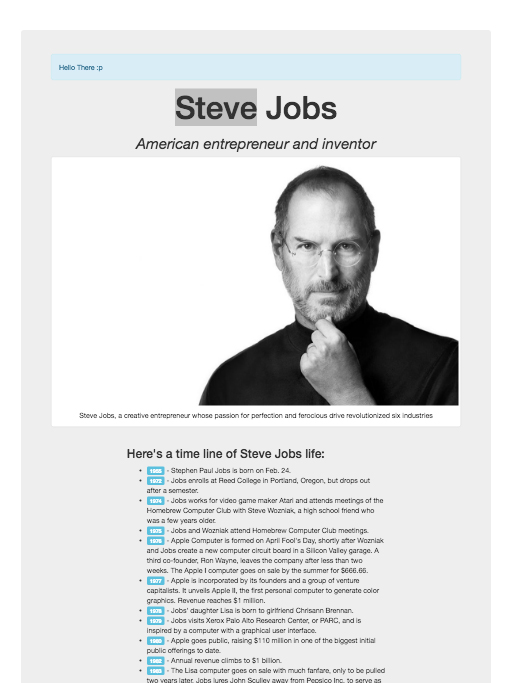 Hello There :p
Steve Jobs
American entrepreneur and inventor
Steve Jobs, a creative entrepreneur whose passion for perfection and ferocious drive revolutionized six industries
Here's a time line of Steve Jobs life:
• 1955 - Stephen Paul Jobs is born on Feb. 24.
• 1972 - Jobs enrolls at Reed College in Portland, Oregon, but drops out
after a semester.
• 1974 - Jobs works for video game maker Atari and attends meetings of the
Homebrew Computer Club with Steve Wozniak, a high school friend who
was a few years older.
• 1975 - Jobs and Wozniak attend Homebrew Computer Club meetings.
• 1976 - Apple Computer is formed on April Fool's Day, shortly after Wozniak
and Jobs create a new computer circuit board in a Silicon Valley garage. A
third co-founder, Ron Wayne, leaves the company after less than two
weeks. The Apple I computer goes on sale by the summer for $666.66.
• 1977 - Apple is incorporated by its founders and a group of venture
capitalists. It unveils Apple II, the first personal computer to generate color
graphics. Revenue reaches $1 million.
• 1978 - Jobs' daughter Lisa is born to girlfriend Chrisann Brennan.
• 1979 - Jobs visits Xerox Palo Alto Research Center, or PARC, and is
inspired by a computer with a graphical user interface.
• 1980 - Apple goes public, raising $110 million in one of the biggest initial
public offerings to date.
• 1982 - Annual revenue climbs to $1 billion.
• 1983 - The Lisa computer goes on sale with much fanfare, only to be pulled
two years later. Jobs lures John Sculley away from Pepsico Inc. to serve as